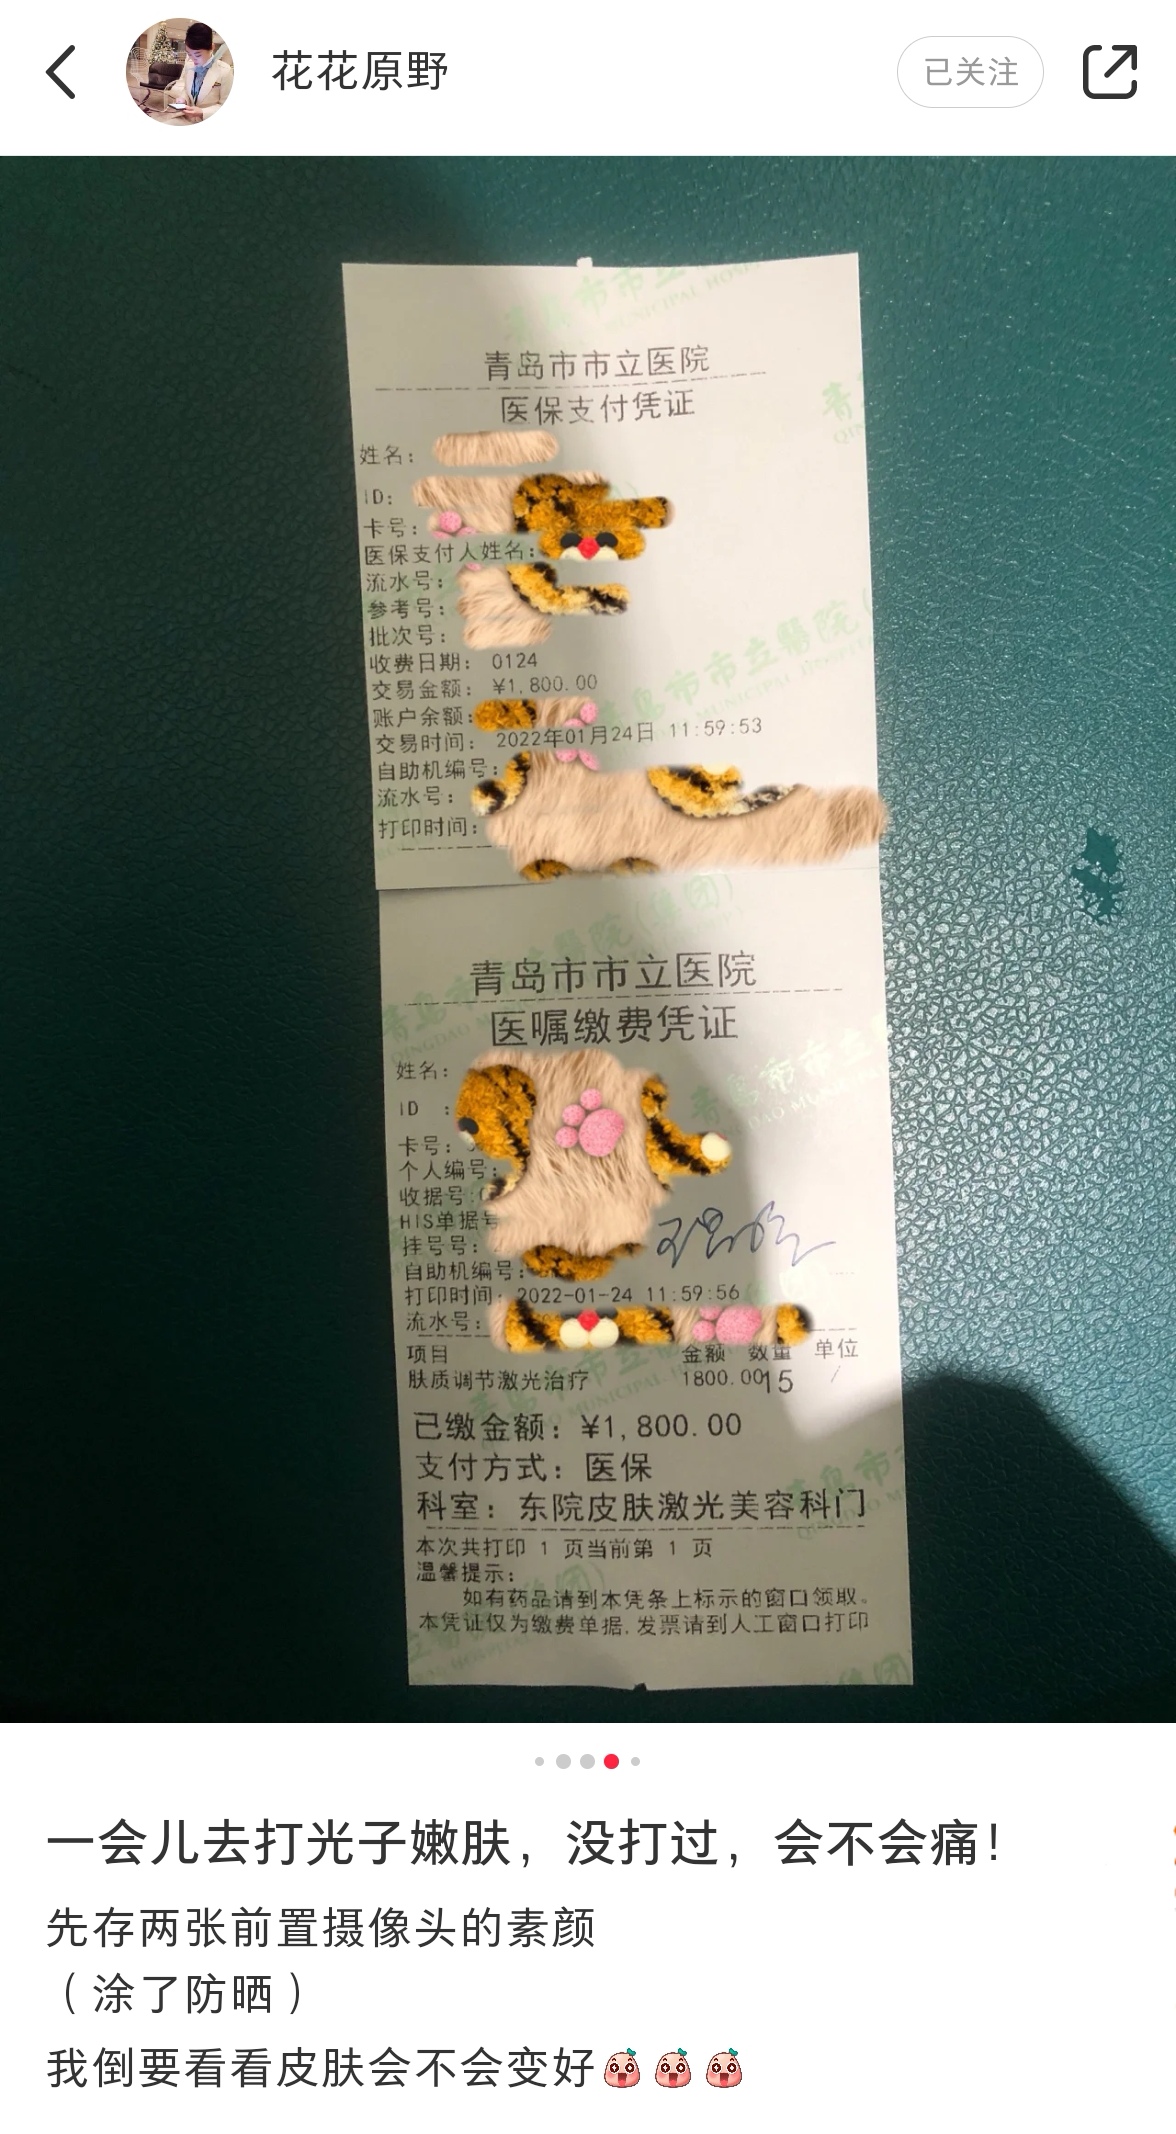 花花原野
已关注
青岛市市立医院
医保支付凭证
姓名：
ID:
卡号：
医保支付人姓名：
流水号：
参考号：
批次号：
收费日期： 0124
交易金额： ¥1,800.00
账户余额：
交易时间： 2022年01月24日 11:59:53
自助机编号：
流水号：
打印时间：
青岛市市立医院
医嘱缴费凭证
姓名：
ID ：
卡号：
个人编号：
收据号：
HIS单据号
挂号号：
自助机编号：
打印时间：2022-01-24 11:59:56
流水号：
项目 金额 数量 单位
肤质调节激光治疗 1800.00 15 /
已缴金额：¥1,800.00
支付方式：医保
科室：东院皮肤激光美容科门
本次共打印 1 页当前第 1 页
温馨提示：
如有药品请到本凭条上标示的窗口领取。
本凭证仅为缴费单据,发票请到人工窗口打印
一会儿去打光子嫩肤，没打过，会不会痛！
先存两张前置摄像头的素颜
（涂了防晒）
我倒要看看皮肤会不会变好